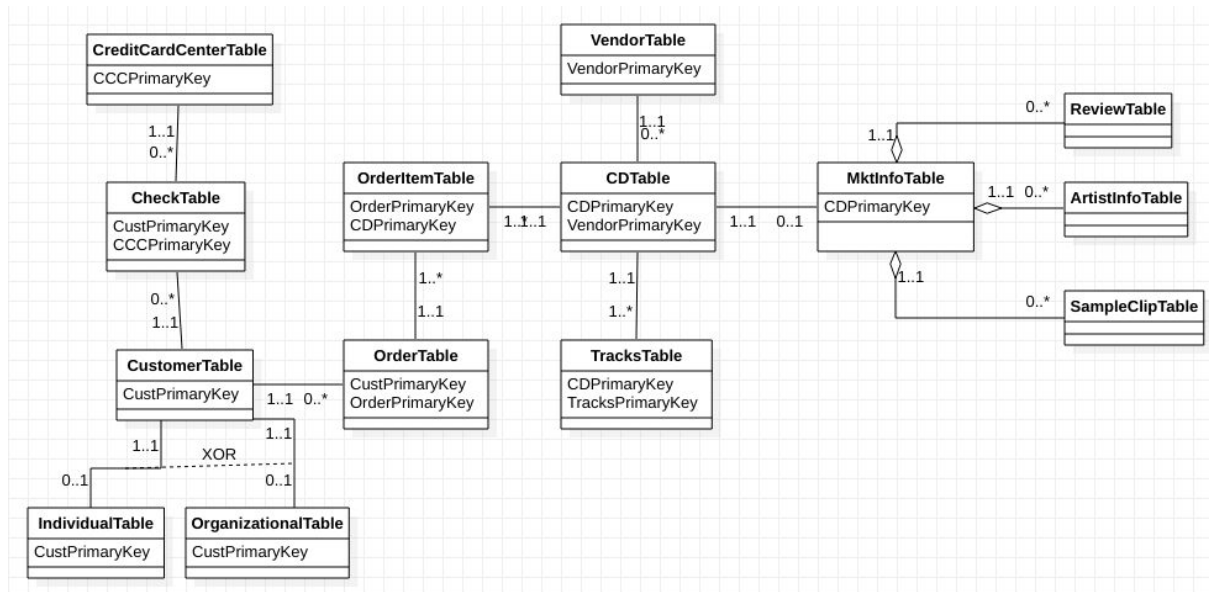 CreditCardCenterTable
CCCPrimaryKey
1..1
0..*
CheckTable
CustPrimaryKey
CCCPrimaryKey
0..*
1..1
CustomerTable
CustPrimaryKey
1..1
0..1
XOR
1..1
0..1
IndividualTable
CustPrimaryKey
OrganizationalTable
CustPrimaryKey
1..1 0..*
OrderItemTable
OrderPrimaryKey
CDPrimaryKey
1..*
1..1
OrderTable
CustPrimaryKey
OrderPrimaryKey
VendorTable
VendorPrimaryKey
1..1
0..*
CDTable
CDPrimaryKey
VendorPrimaryKey
1..1
1..1
1..*
TracksTable
CDPrimaryKey
TracksPrimaryKey
1..1 0..1
MktInfoTable
CDPrimaryKey
1..1
0..*
ReviewTable
1..1 0..*
ArtistInfoTable
1..1
0..*
SampleClipTable